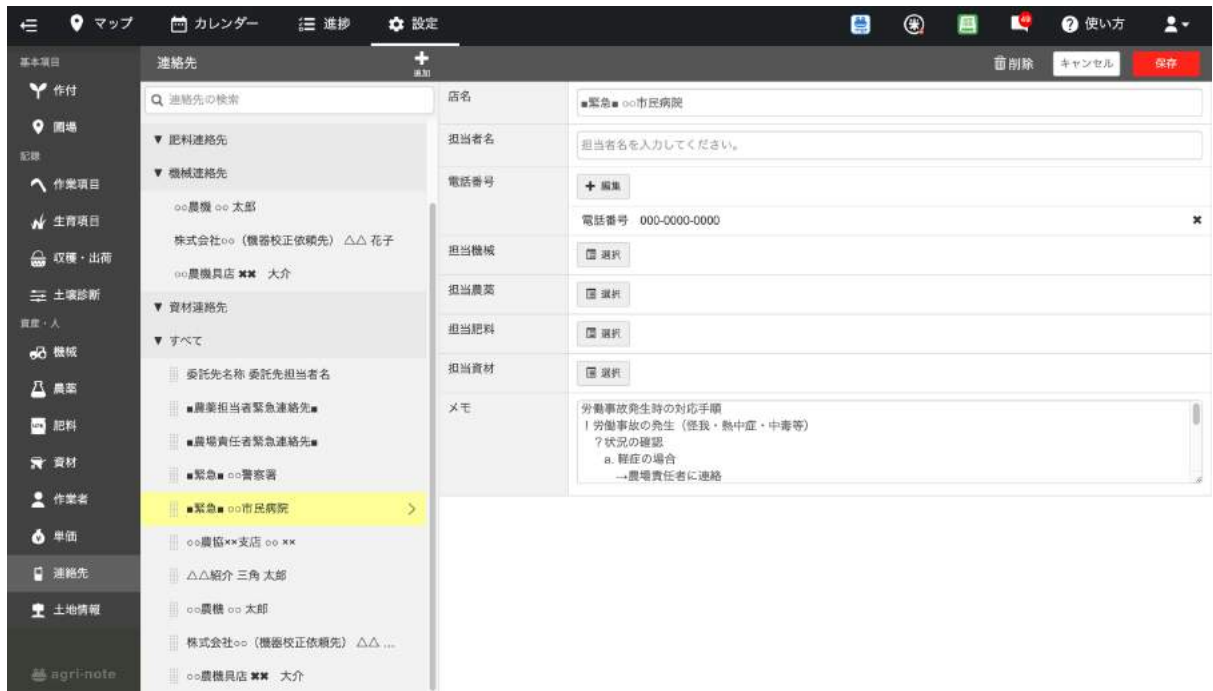 マップ カレンダー 進捗 設定 使い方
基本項目
作付
圃場
記録
作業項目
生育項目
収穫・出荷
土壌診断
資産・人
機械
農薬
肥料
資材
作業者
単価
連絡先
土地情報
agri-note
連絡先 追加
連絡先の検索
▼ 肥料連絡先
▼ 機械連絡先
○○農機 ○○ 太郎
株式会社○○（機器校正依頼先） △△ 花子
○○農機具店 ✖✖ 大介
▼ 資材連絡先
▼ すべて
委託先名称 委託先担当者名
■農薬担当者緊急連絡先■
■農場責任者緊急連絡先■
■緊急■ ○○警察署
■緊急■ ○○市民病院
○○農協××支店 ○○ ××
△△紹介 三角 太郎
○○農機 ○○ 太郎
株式会社○○（機器校正依頼先） △△ ...
○○農機具店 ✖✖ 大介
削除 キャンセル 保存
店名 ■緊急■ ○○市民病院
担当者名 担当者名を入力してください。
電話番号 ＋ 編集
電話番号 000-0000-0000 ✖
担当機械 選択
担当農薬 選択
担当肥料 選択
担当資材 選択
メモ 労働事故発生時の対応手順
！労働事故の発生（怪我・熱中症・中毒等）
？状況の確認
a. 軽症の場合
→農場責任者に連絡